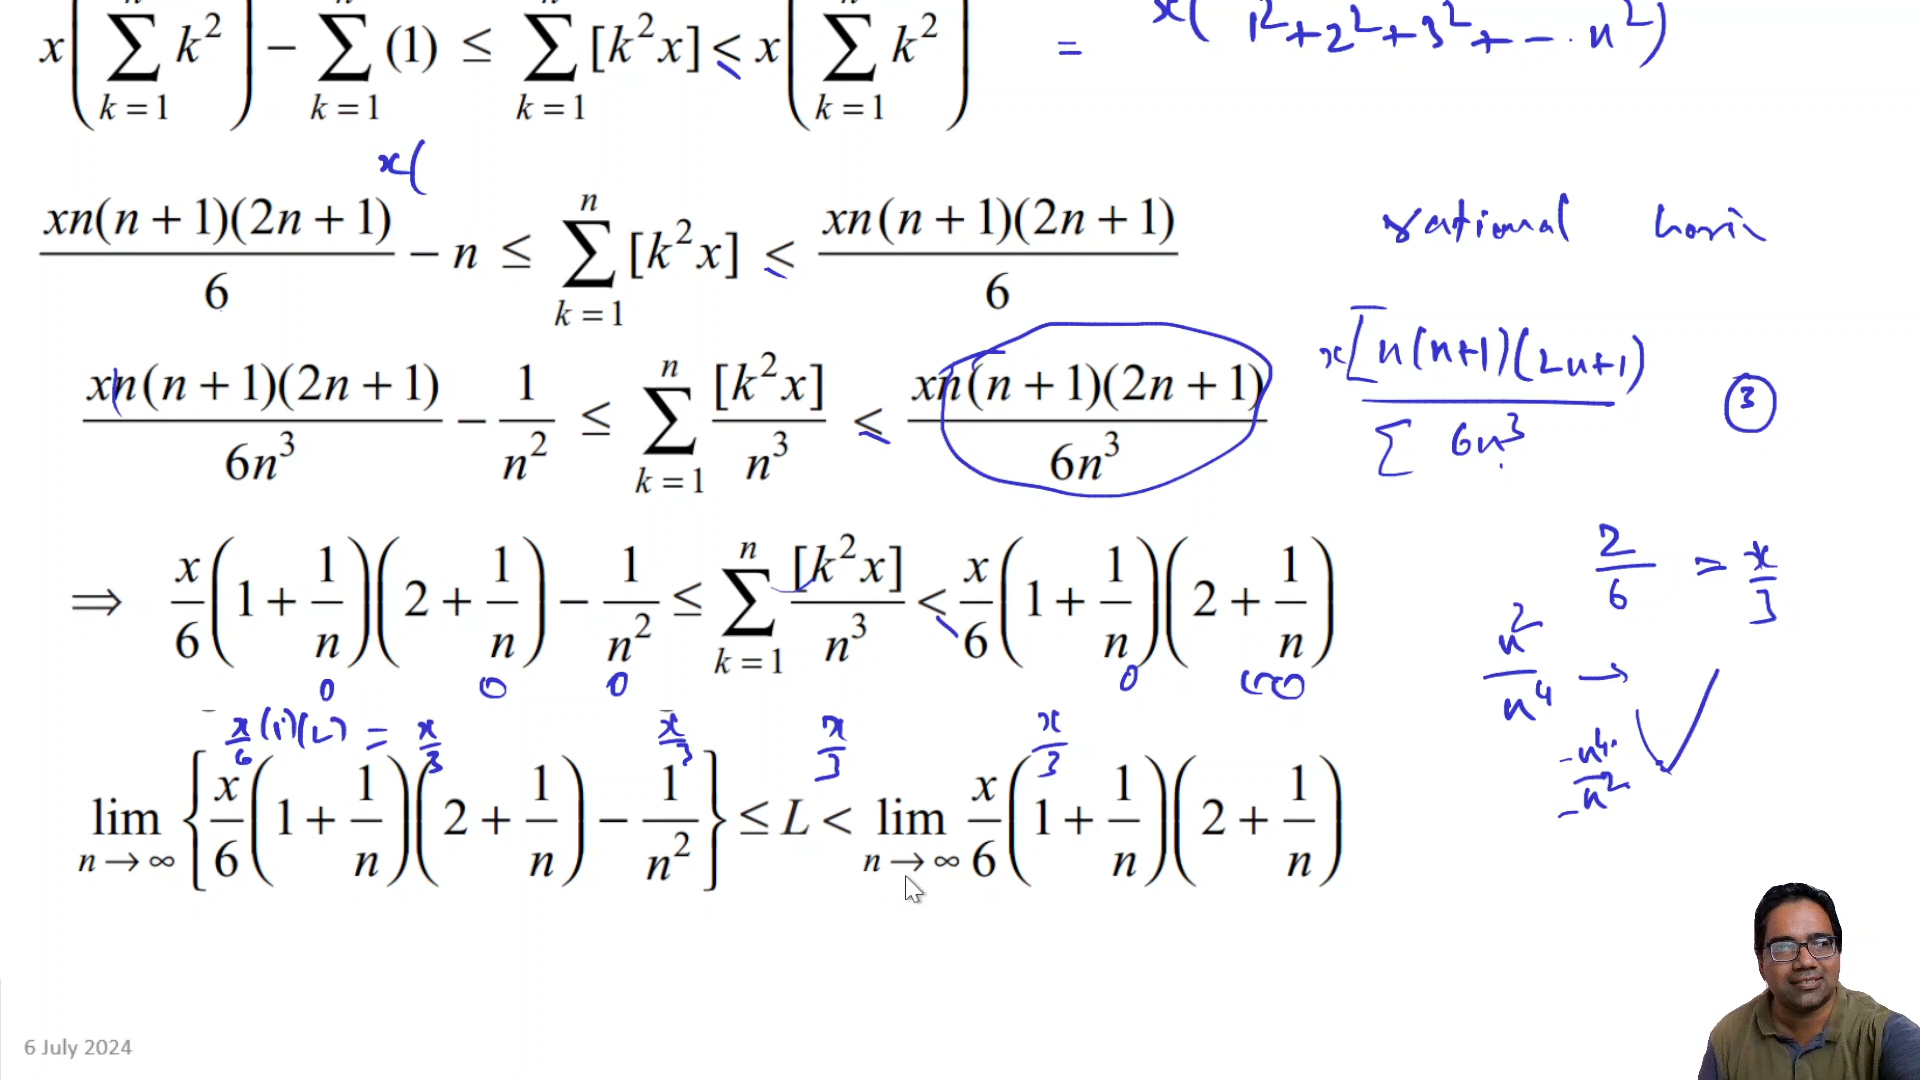 x(∑_{k=1}^{n} k²) − ∑_{k=1}^{n} (1) ≤ ∑_{k=1}^{n} [k²x] ≤ x(∑_{k=1}^{n} k²)
= x( 1²+2²+3²+ - - . n²)
x(
xn(n + 1)(2n + 1)/6 − n ≤ ∑_{k=1}^{n} [k²x] ≤ xn(n + 1)(2n + 1)/6
rational
xn(n + 1)(2n + 1)/6n³ − 1/n² ≤ ∑_{k=1}^{n} [k²x]/n³ ≤ xn(n + 1)(2n + 1)/6n³
x[n(n+1)(2n+1)/[ 6n³
3
⇒ x/6 (1 + 1/n)(2 + 1/n) − 1/n² ≤ ∑_{k=1}^{n} [k²x]/n³ ≤ x/6 (1 + 1/n)(2 + 1/n)
2/6 = x/3
0 0 0 0
n²/n⁴ →
x/6 (1)(2) = x/3 x/3 x/3 x/3
-n⁴/-n²
lim_{n→∞} {x/6 (1 + 1/n)(2 + 1/n) − 1/n²} ≤ L < lim_{n→∞} x/6 (1 + 1/n)(2 + 1/n)
6 July 2024